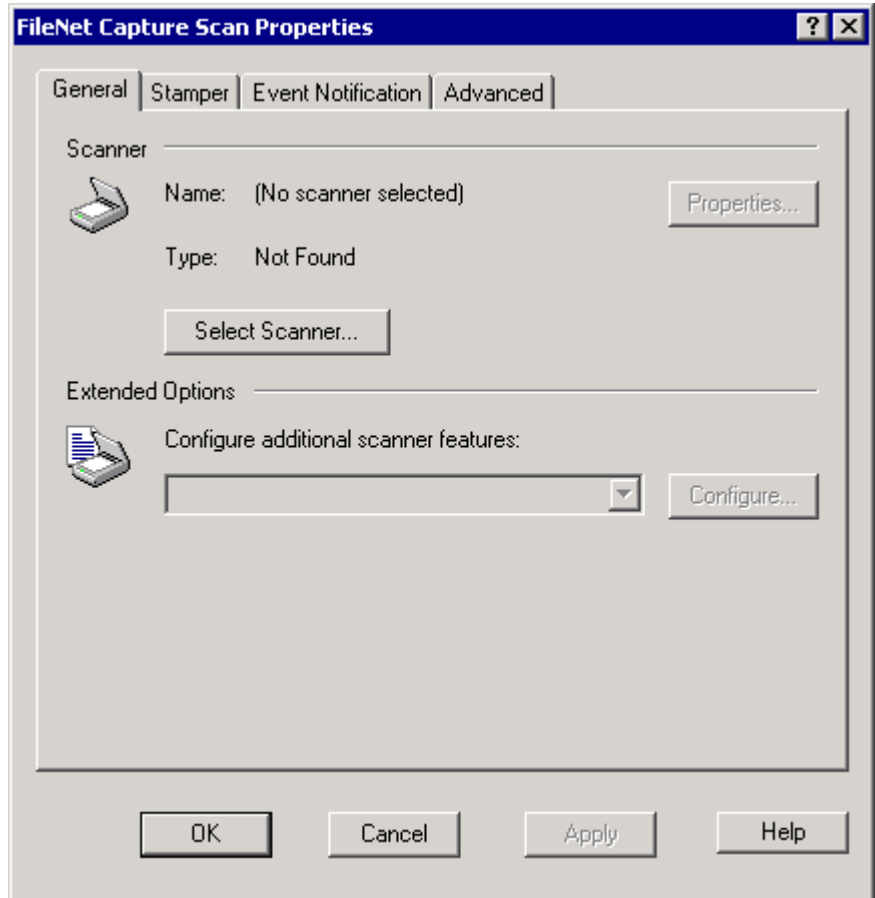 FileNet Capture Scan Properties
General Stamper Event Notification Advanced
Scanner
Name: (No scanner selected) Properties...
Type: Not Found
Select Scanner...
Extended Options
Configure additional scanner features:
Configure...
OK Cancel Apply Help